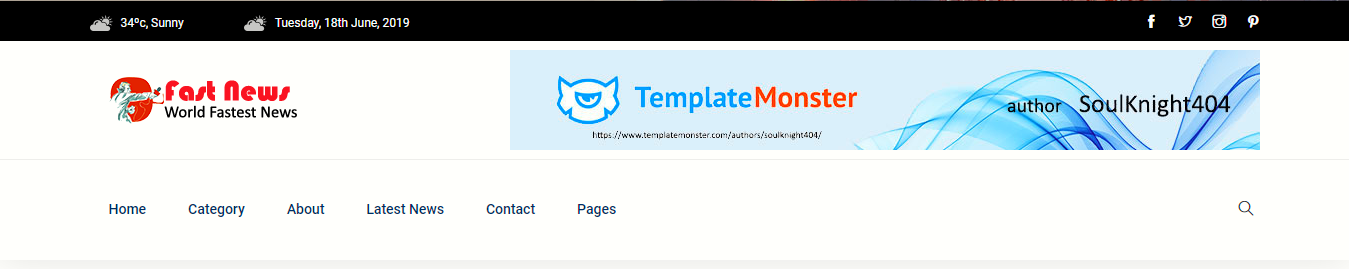 34ºc, Sunny
Tuesday, 18th June, 2019
Fast News
World Fastest News
TemplateMonster
https://www.templemonster.com/authors/soulknight404/
author SoulKnight404
Home
Category
About
Latest News
Contact
Pages